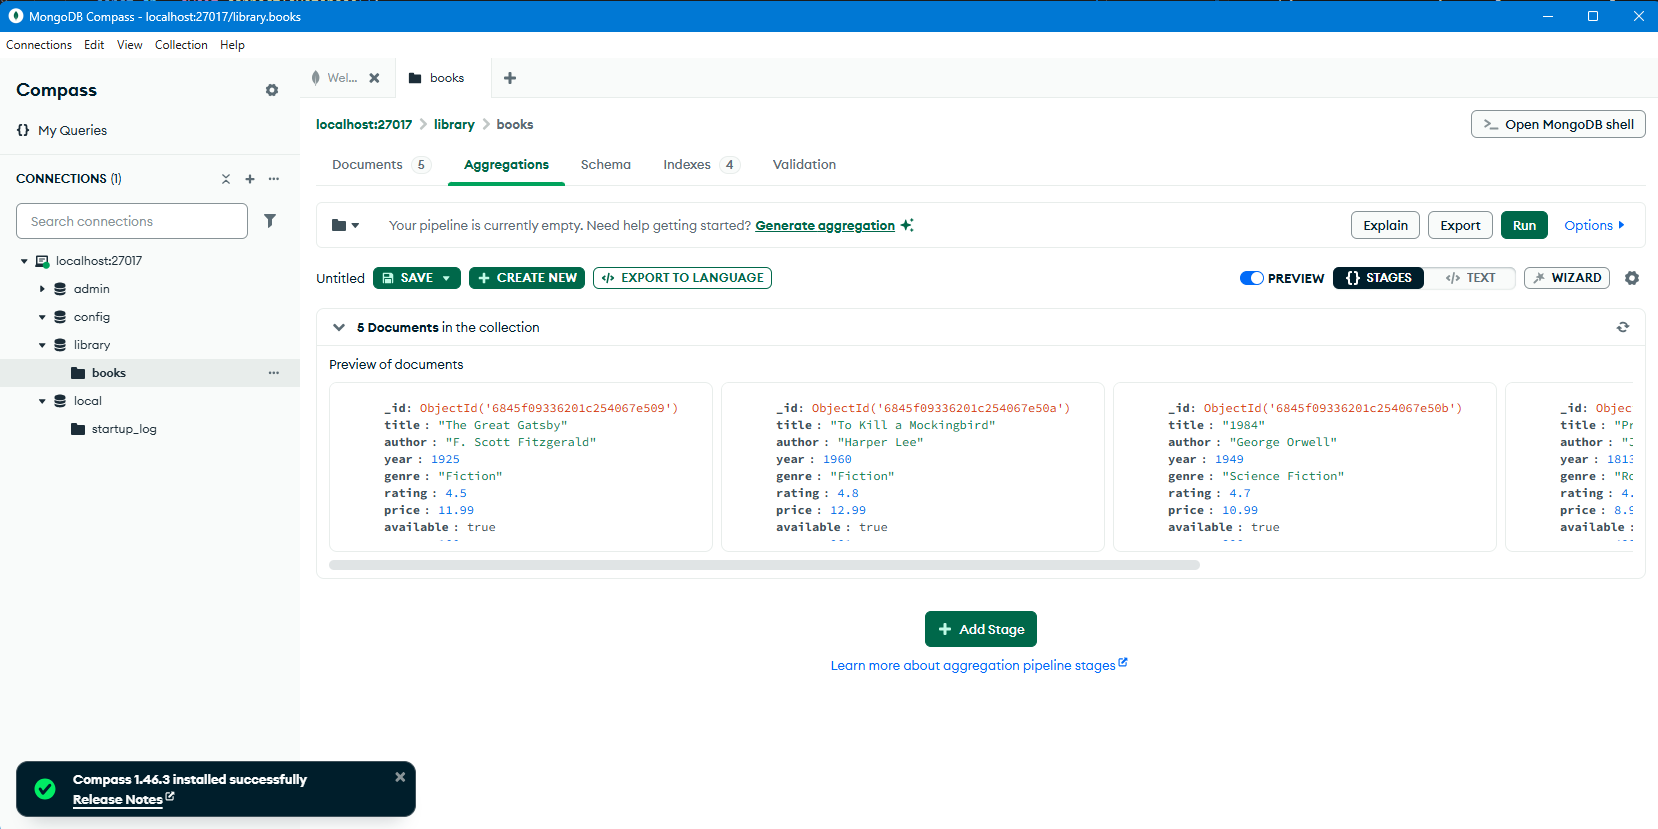 MongoDB Compass - localhost:27017/library.books
Connections Edit View Collection Help
Compass
{} My Queries
CONNECTIONS (1)
Search connections
localhost:27017
admin
config
library
books
local
startup_log
Wel... books
localhost:27017 > library > books
>_ Open MongoDB shell
Documents 5 Aggregations Schema Indexes 4 Validation
Your pipeline is currently empty. Need help getting started? Generate aggregation
Explain Export Run Options
Untitled SAVE + CREATE NEW </> EXPORT TO LANGUAGE
PREVIEW {} STAGES </> TEXT WIZARD
5 Documents in the collection
Preview of documents
_id: ObjectId('6845f09336201c254067e509')
title : "The Great Gatsby"
author : "F. Scott Fitzgerald"
year : 1925
genre : "Fiction"
rating : 4.5
price : 11.99
available : true
_id: ObjectId('6845f09336201c254067e50a')
title : "To Kill a Mockingbird"
author : "Harper Lee"
year : 1960
genre : "Fiction"
rating : 4.8
price : 12.99
available : true
_id: ObjectId('6845f09336201c254067e50b')
title : "1984"
author : "George Orwell"
year : 1949
genre : "Science Fiction"
rating : 4.7
price : 10.99
available : true
_id: Objec
title : "Pr
author : "J
year : 1813
genre : "Ro
rating : 4.
price : 8.9
available :
+ Add Stage
Learn more about aggregation pipeline stages
Compass 1.46.3 installed successfully
Release Notes